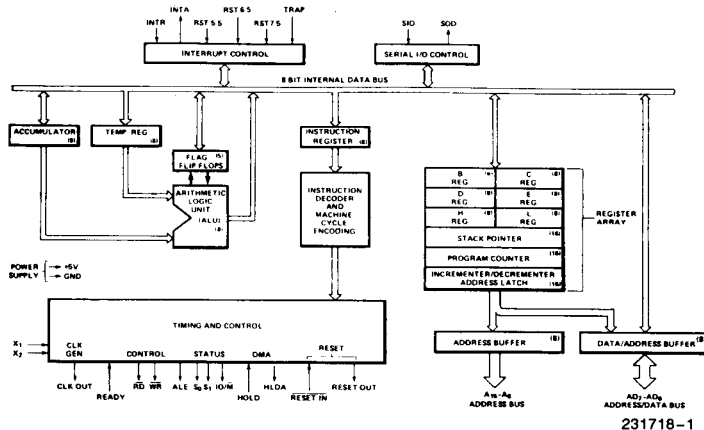 INTR INTA RST 5.5 RST 6.5 RST 7.5 TRAP
INTERRUPT CONTROL
SID SOD
SERIAL I/O CONTROL
8 BIT INTERNAL DATA BUS
ACCUMULATOR (8)
TEMP REG (8)
FLAG (5)
FLIP FLOPS
ARITHMETIC
LOGIC
UNIT
(ALU)
(8)
INSTRUCTION
REGISTER (8)
INSTRUCTION
DECODER
AND
MACHINE
CYCLE
ENCODING
B (8)
REG
C (8)
REG
D (8)
REG
E (8)
REG
H (8)
REG
L (8)
REG
STACK POINTER (16)
PROGRAM COUNTER (16)
INCREMENTER/DECREMENTER
ADDRESS LATCH (16)
REGISTER
ARRAY
POWER
SUPPLY
+5V
GND
TIMING AND CONTROL
X1
X2
CLK
GEN
CONTROL STATUS DMA RESET
CLK OUT
READY
RD WR ALE S0 S1 IO/M
HOLD
HLDA
RESET IN
RESET OUT
ADDRESS BUFFER (8)
DATA/ADDRESS BUFFER (8
A15-A8
ADDRESS BUS
AD7-AD0
ADDRESS/DATA BUS
231718-1